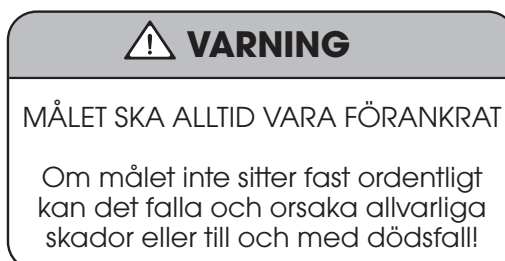 VARNING
MÅLET SKA ALLTID VARA FÖRANKRAT
Om målet inte sitter fast ordentligt
kan det falla och orsaka allvarliga
skador eller till och med dödsfall!